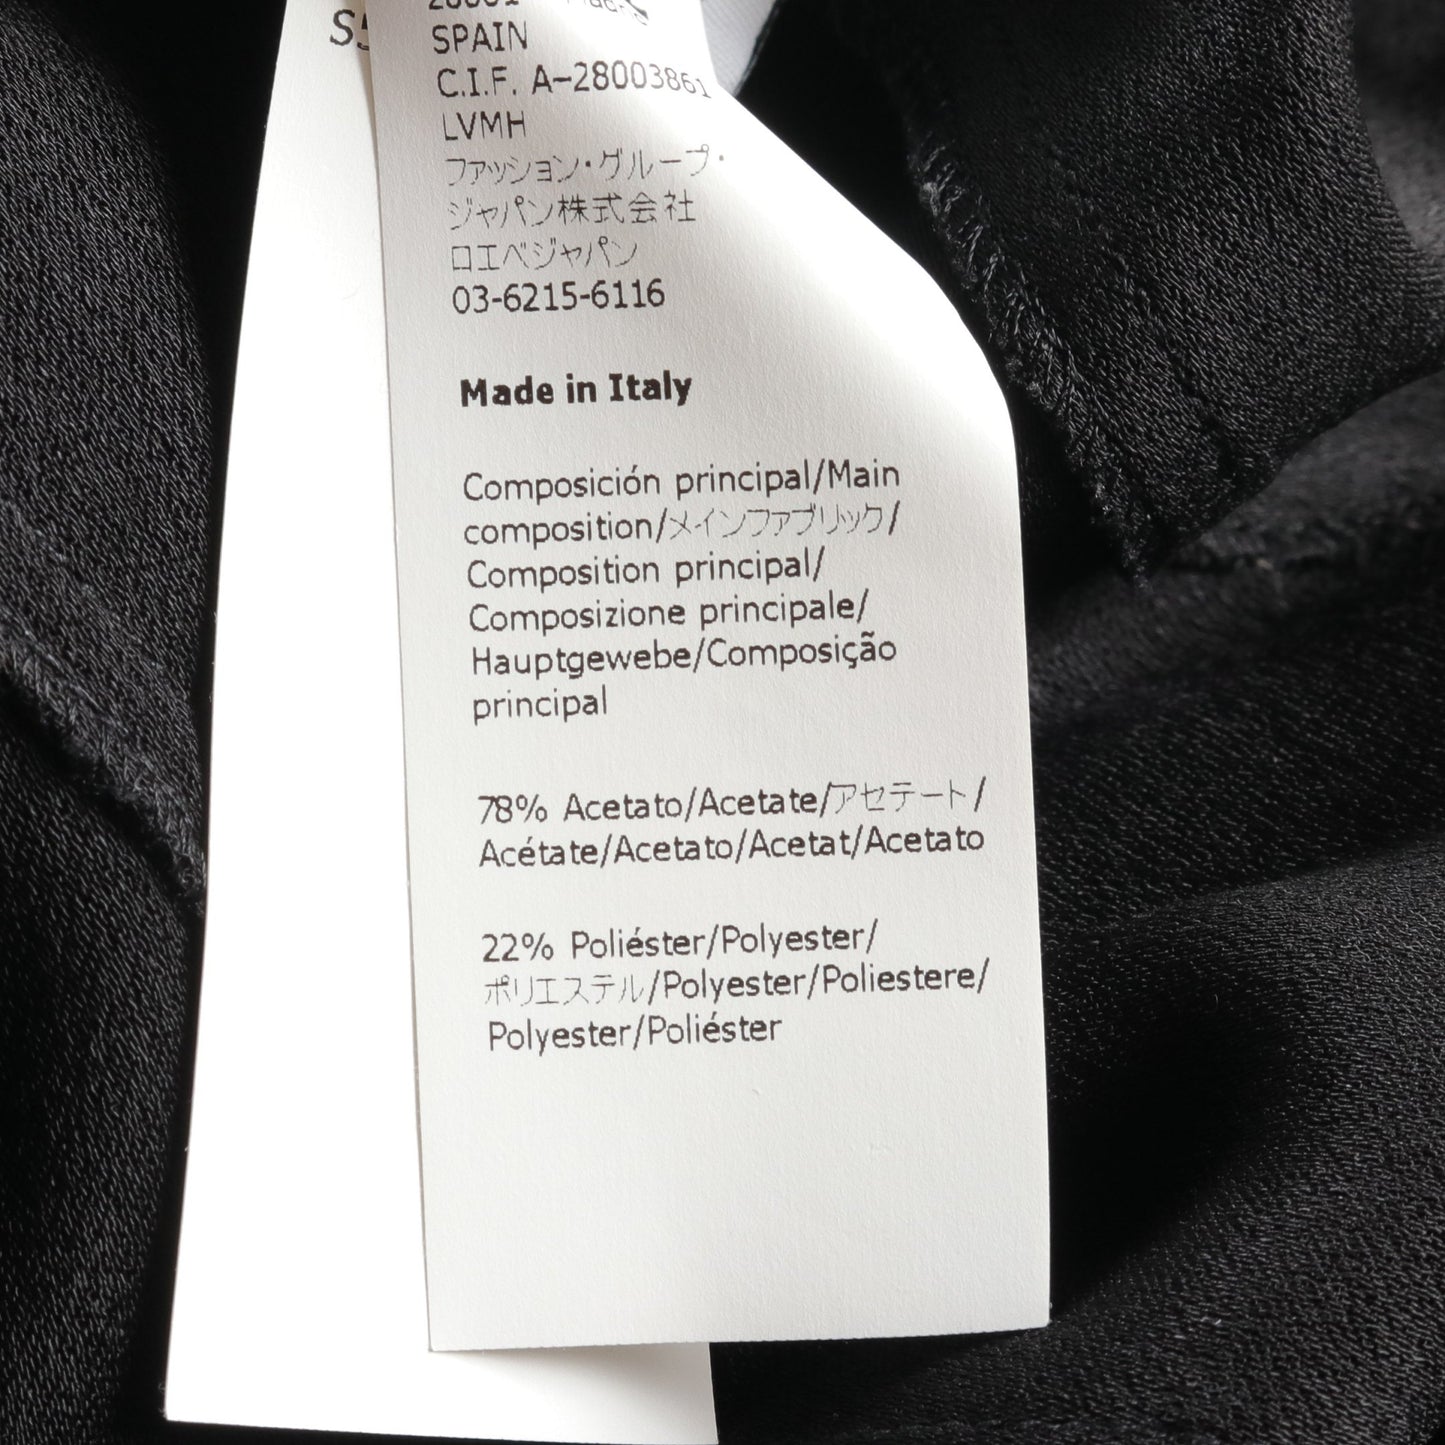 SPAIN
C.I.F. A-28003861
LVMH
ファッション・グループ・
ジャパン株式会社
ロエベジャパン
03-6215-6116
Made in Italy
Composición principal/Main
composition/メインファブリック/
Composition principal/
Composizione principale/
Hauptgewebe/Composição
principal
78% Acetato/Acetate/アセテート/
Acétate/Acetato/Acetat/Acetato
22% Poliéster/Polyester/
ポリエステル/Polyester/Poliestere/
Polyester/Poliéster